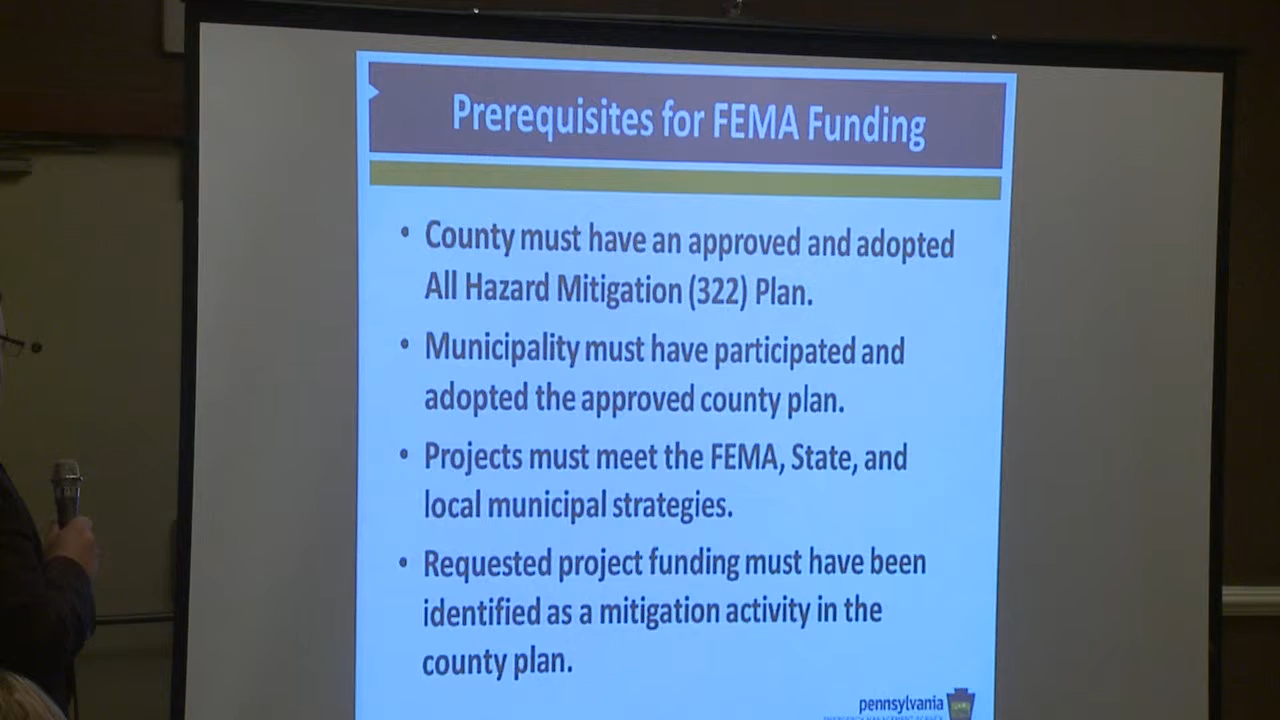 Prerequisites for FEMA Funding
• County must have an approved and adopted
All Hazard Mitigation (322) Plan.
• Municipality must have participated and
adopted the approved county plan.
• Projects must meet the FEMA, State, and
local municipal strategies.
• Requested project funding must have been
identified as a mitigation activity in the
county plan.
pennsylvania